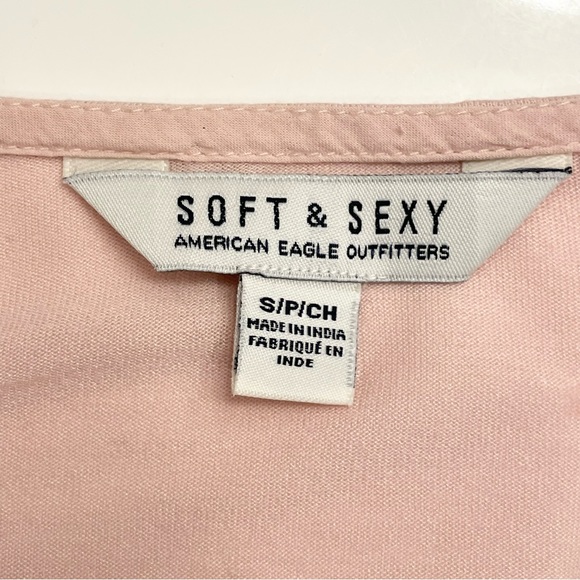 SOFT & SEXY
AMERICAN EAGLE OUTFITTERS
S/P/CH
MADE IN INDIA
FABRIQUÉ EN
INDE